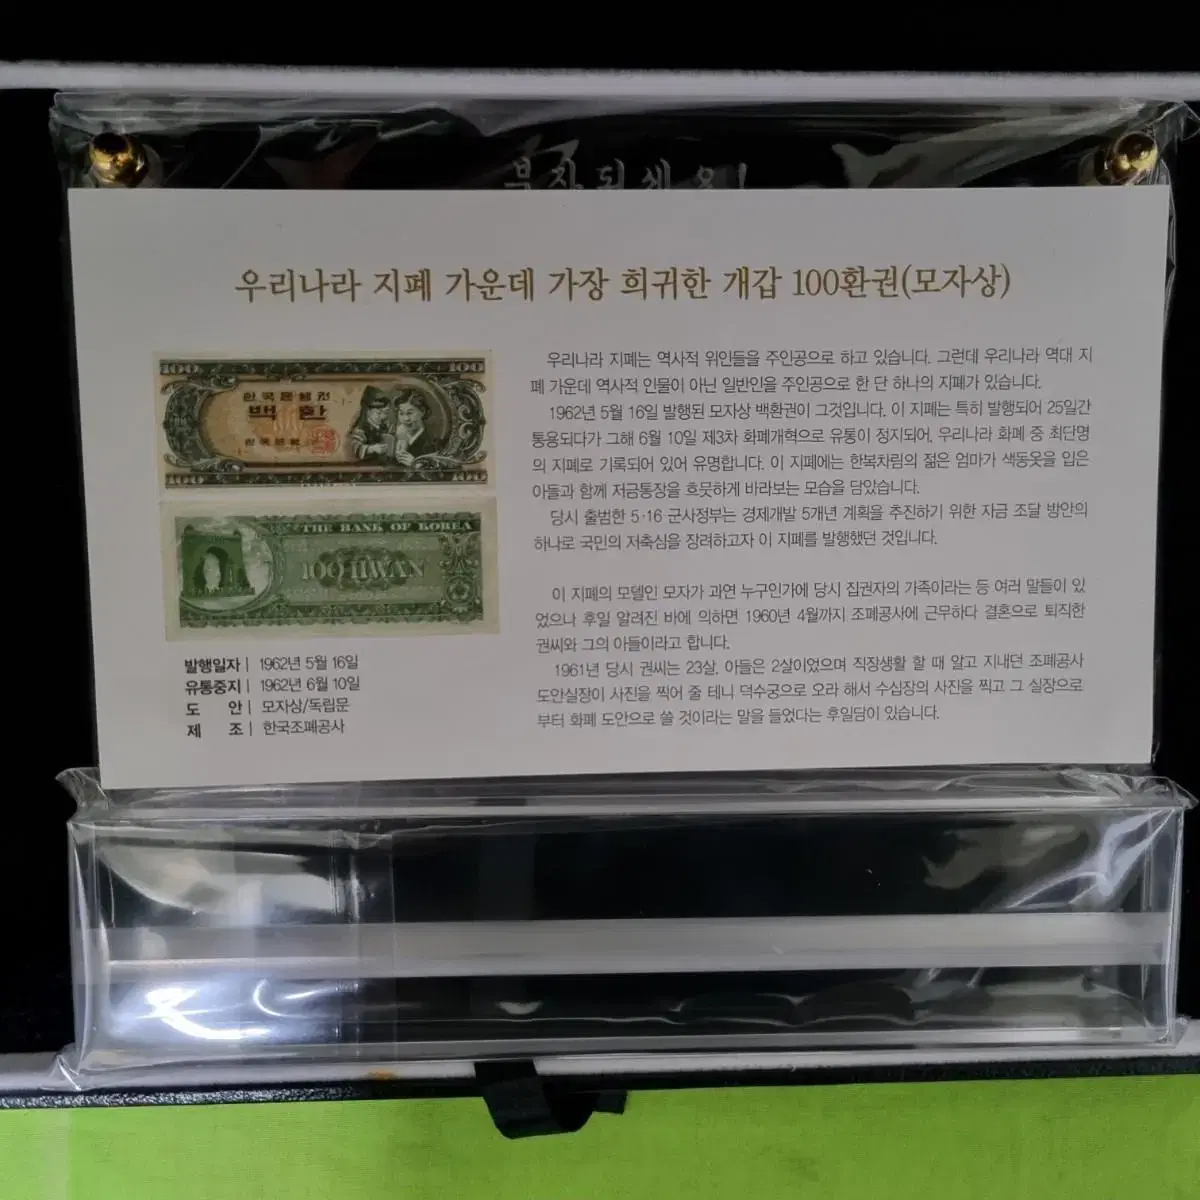 부자되세요!
우리나라 지폐 가운데 가장 희귀한 개갑 100환권(모자상)
100 100
한국은행권
백환
한국은행
100 100
THE BANK OF KOREA
100 HWAN
발행일자 | 1962년 5월 16일
유통중지 | 1962년 6월 10일
도 안 | 모자상/독립문
제 조 | 한국조폐공사
우리나라 지폐는 역사적 위인들을 주인공으로 하고 있습니다. 그런데 우리나라 역대 지
폐 가운데 역사적 인물이 아닌 일반인을 주인공으로 한 단 하나의 지폐가 있습니다.
1962년 5월 16일 발행된 모자상 백환권이 그것입니다. 이 지폐는 특히 발행되어 25일간
통용되다가 그해 6월 10일 제3차 화폐개혁으로 유통이 정지되어, 우리나라 화폐 중 최단명
의 지폐로 기록되어 있어 유명합니다. 이 지폐에는 한복차림의 젊은 엄마가 색동옷을 입은
아들과 함께 저금통장을 흐뭇하게 바라보는 모습을 담았습니다.
당시 출범한 5·16 군사정부는 경제개발 5개년 계획을 추진하기 위한 자금 조달 방안의
하나로 국민의 저축심을 장려하고자 이 지폐를 발행했던 것입니다.
이 지폐의 모델인 모자가 과연 누구인가에 당시 집권자의 가족이라는 등 여러 말들이 있
었으나 후일 알려진 바에 의하면 1960년 4월까지 조폐공사에 근무하다 결혼으로 퇴직한
권씨와 그의 아들이라고 합니다.
1961년 당시 권씨는 23살, 아들은 2살이었으며 직장생활 할 때 알고 지내던 조폐공사
도안실장이 사진을 찍어 줄 테니 덕수궁으로 오라 해서 수십장의 사진을 찍고 그 실장으로
부터 화폐 도안으로 쓸 것이라는 말을 들었다는 후일담이 있습니다.